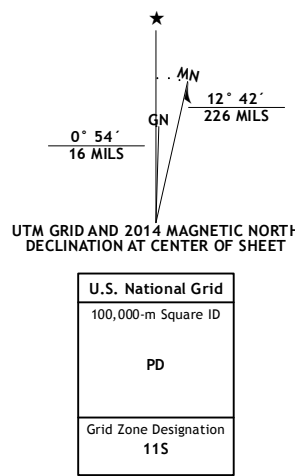 MN
GN
12° 42´
226 MILS
0° 54´
16 MILS
UTM GRID AND 2014 MAGNETIC NORTH
DECLINATION AT CENTER OF SHEET
U.S. National Grid
100,000-m Square ID
PD
Grid Zone Designation
11S